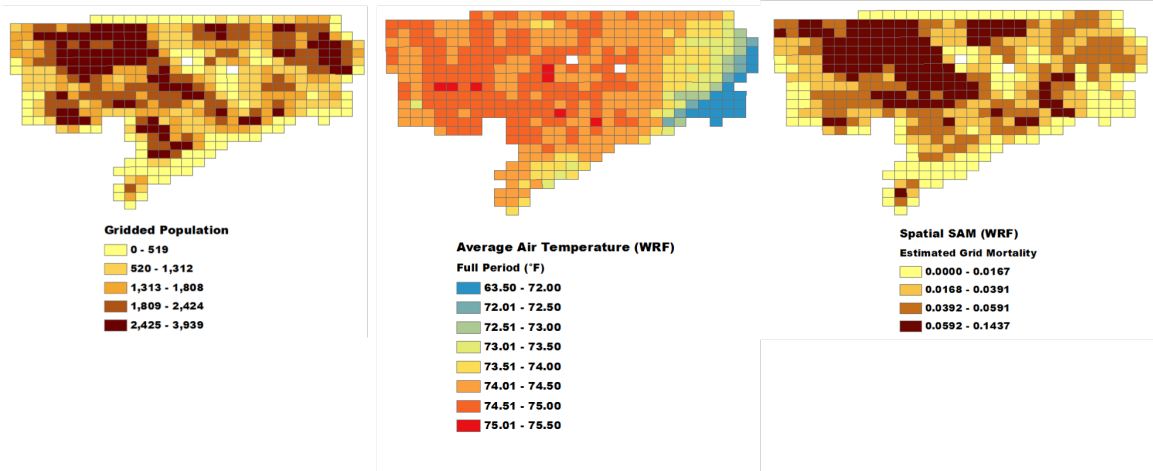 Gridded Population
0 - 519
520 - 1,312
1,313 - 1,808
1,809 - 2,424
2,425 - 3,939
Average Air Temperature (WRF)
Full Period (°F)
63.50 - 72.00
72.01 - 72.50
72.51 - 73.00
73.01 - 73.50
73.51 - 74.00
74.01 - 74.50
74.51 - 75.00
75.01 - 75.50
Spatial SAM (WRF)
Estimated Grid Mortality
0.0000 - 0.0167
0.0168 - 0.0391
0.0392 - 0.0591
0.0592 - 0.1437